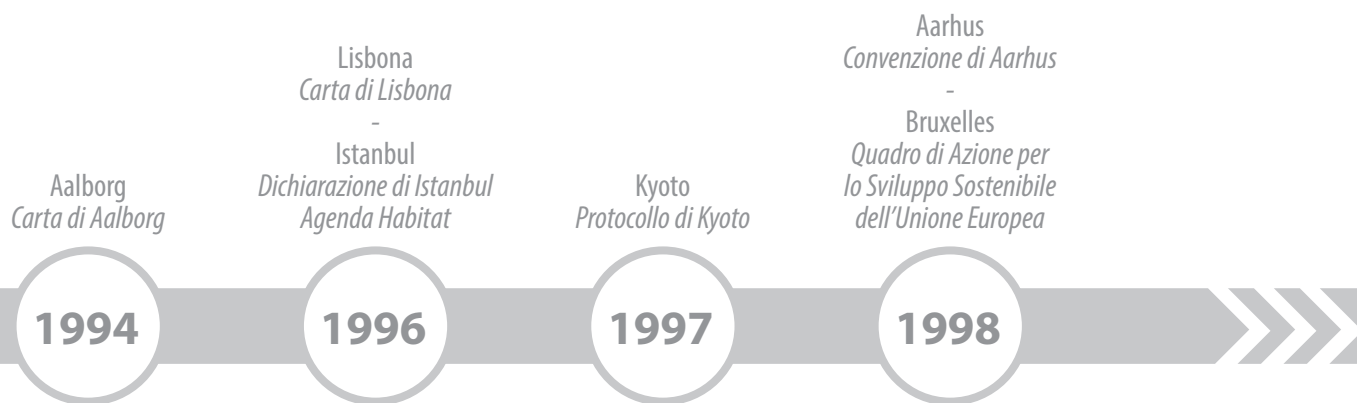 Aalborg
Carta di Aalborg
1994
Lisbona
Carta di Lisbona
-
Istanbul
Dichiarazione di Istanbul
Agenda Habitat
1996
Kyoto
Protocollo di Kyoto
1997
Aarhus
Convenzione di Aarhus
-
Bruxelles
Quadro di Azione per
lo Sviluppo Sostenibile
dell’Unione Europea
1998